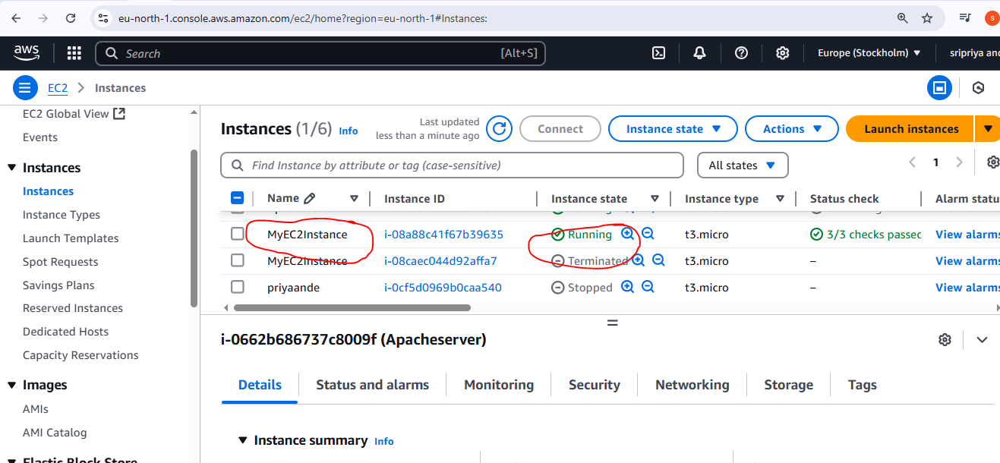 eu-north-1.console.aws.amazon.com/ec2/home?region=eu-north-1#Instances:
S
aws
Search
[Alt+S]
Europe (Stockholm)
sripriya
EC2
Instances
EC2 Global View
Events
Instances
Instances
Instance Types
Launch Templates
Spot Requests
Savings Plans
Reserved Instances
Dedicated Hosts
Capacity Reservations
Images
AMIs
AMI Catalog
Elastic Block Store
Instances (1/6) Info
Last updated
less than a minute ago
Connect
Instance state
Actions
Launch instances
Find Instance by attribute or tag (case-sensitive)
All states
1
Name Instance ID Instance state Instance type Status check Alarm statu
MyEC2Instance i-08a88c41f67b39635 Running t3.micro 3/3 checks passed View alarms
MyEC2Instance i-08caec044d92affa7 Terminated t3.micro – View alarms
priyaande i-0cf5d0969b0caa540 Stopped t3.micro – View alarms
i-0662b686737c8009f (Apacheserver)
Details Status and alarms Monitoring Security Networking Storage Tags
Instance summary Info